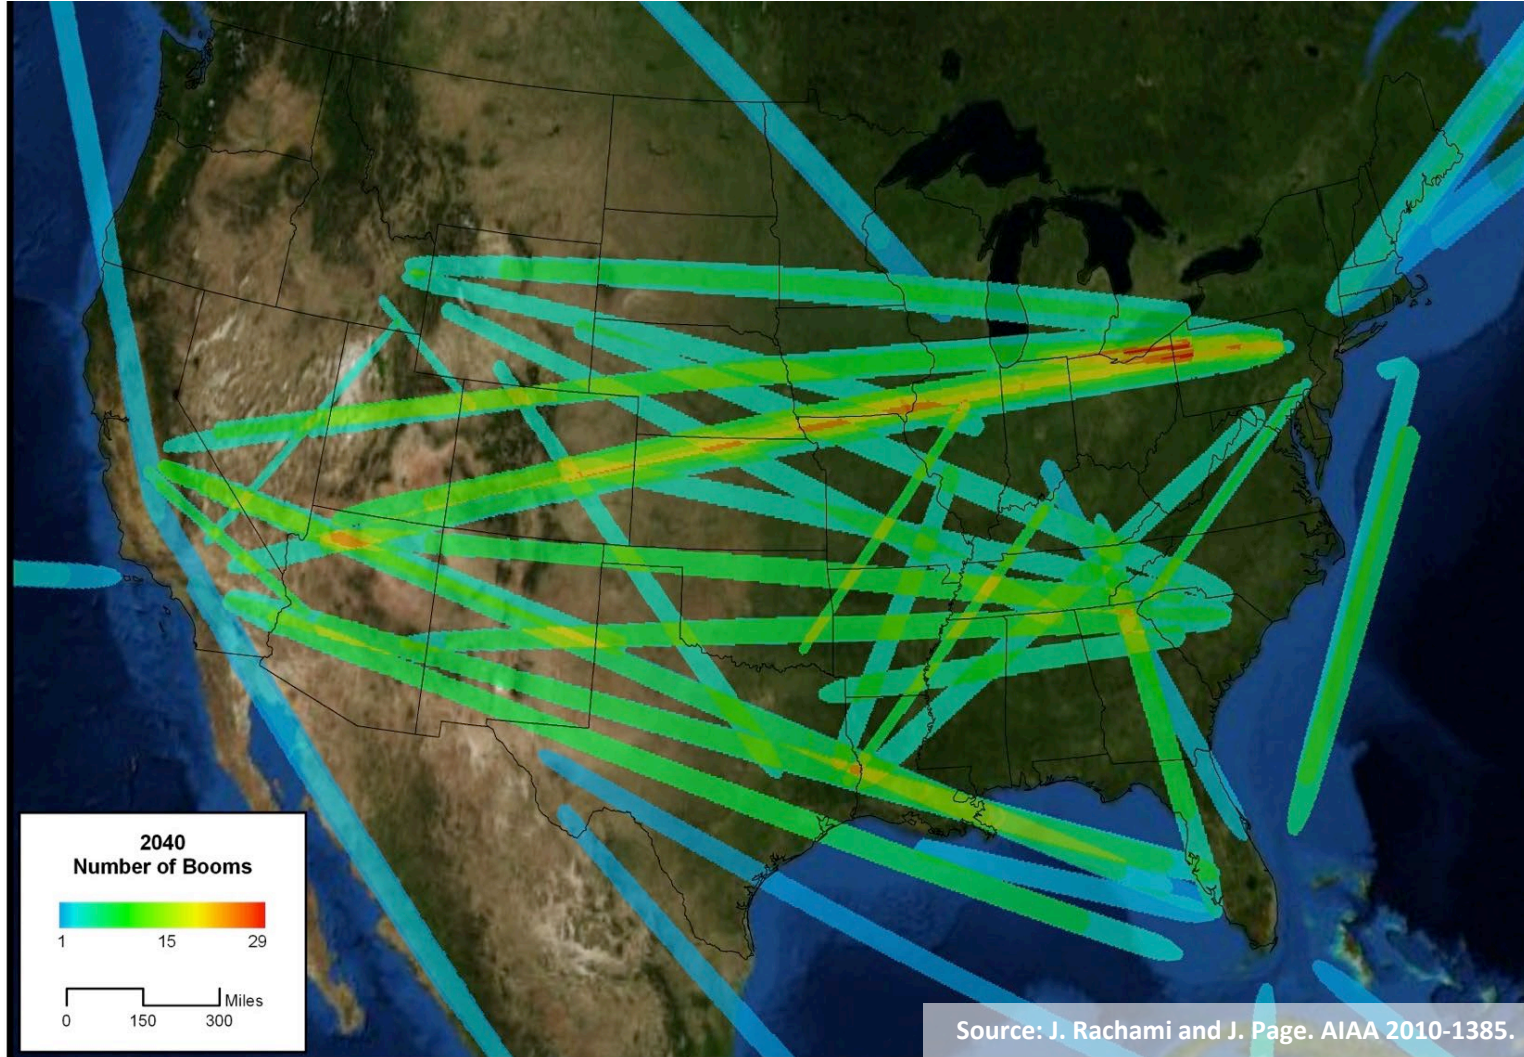 2040
Number of Booms
1 15 29
Miles
0 150 300
Source: J. Rachami and J. Page. AIAA 2010-1385.